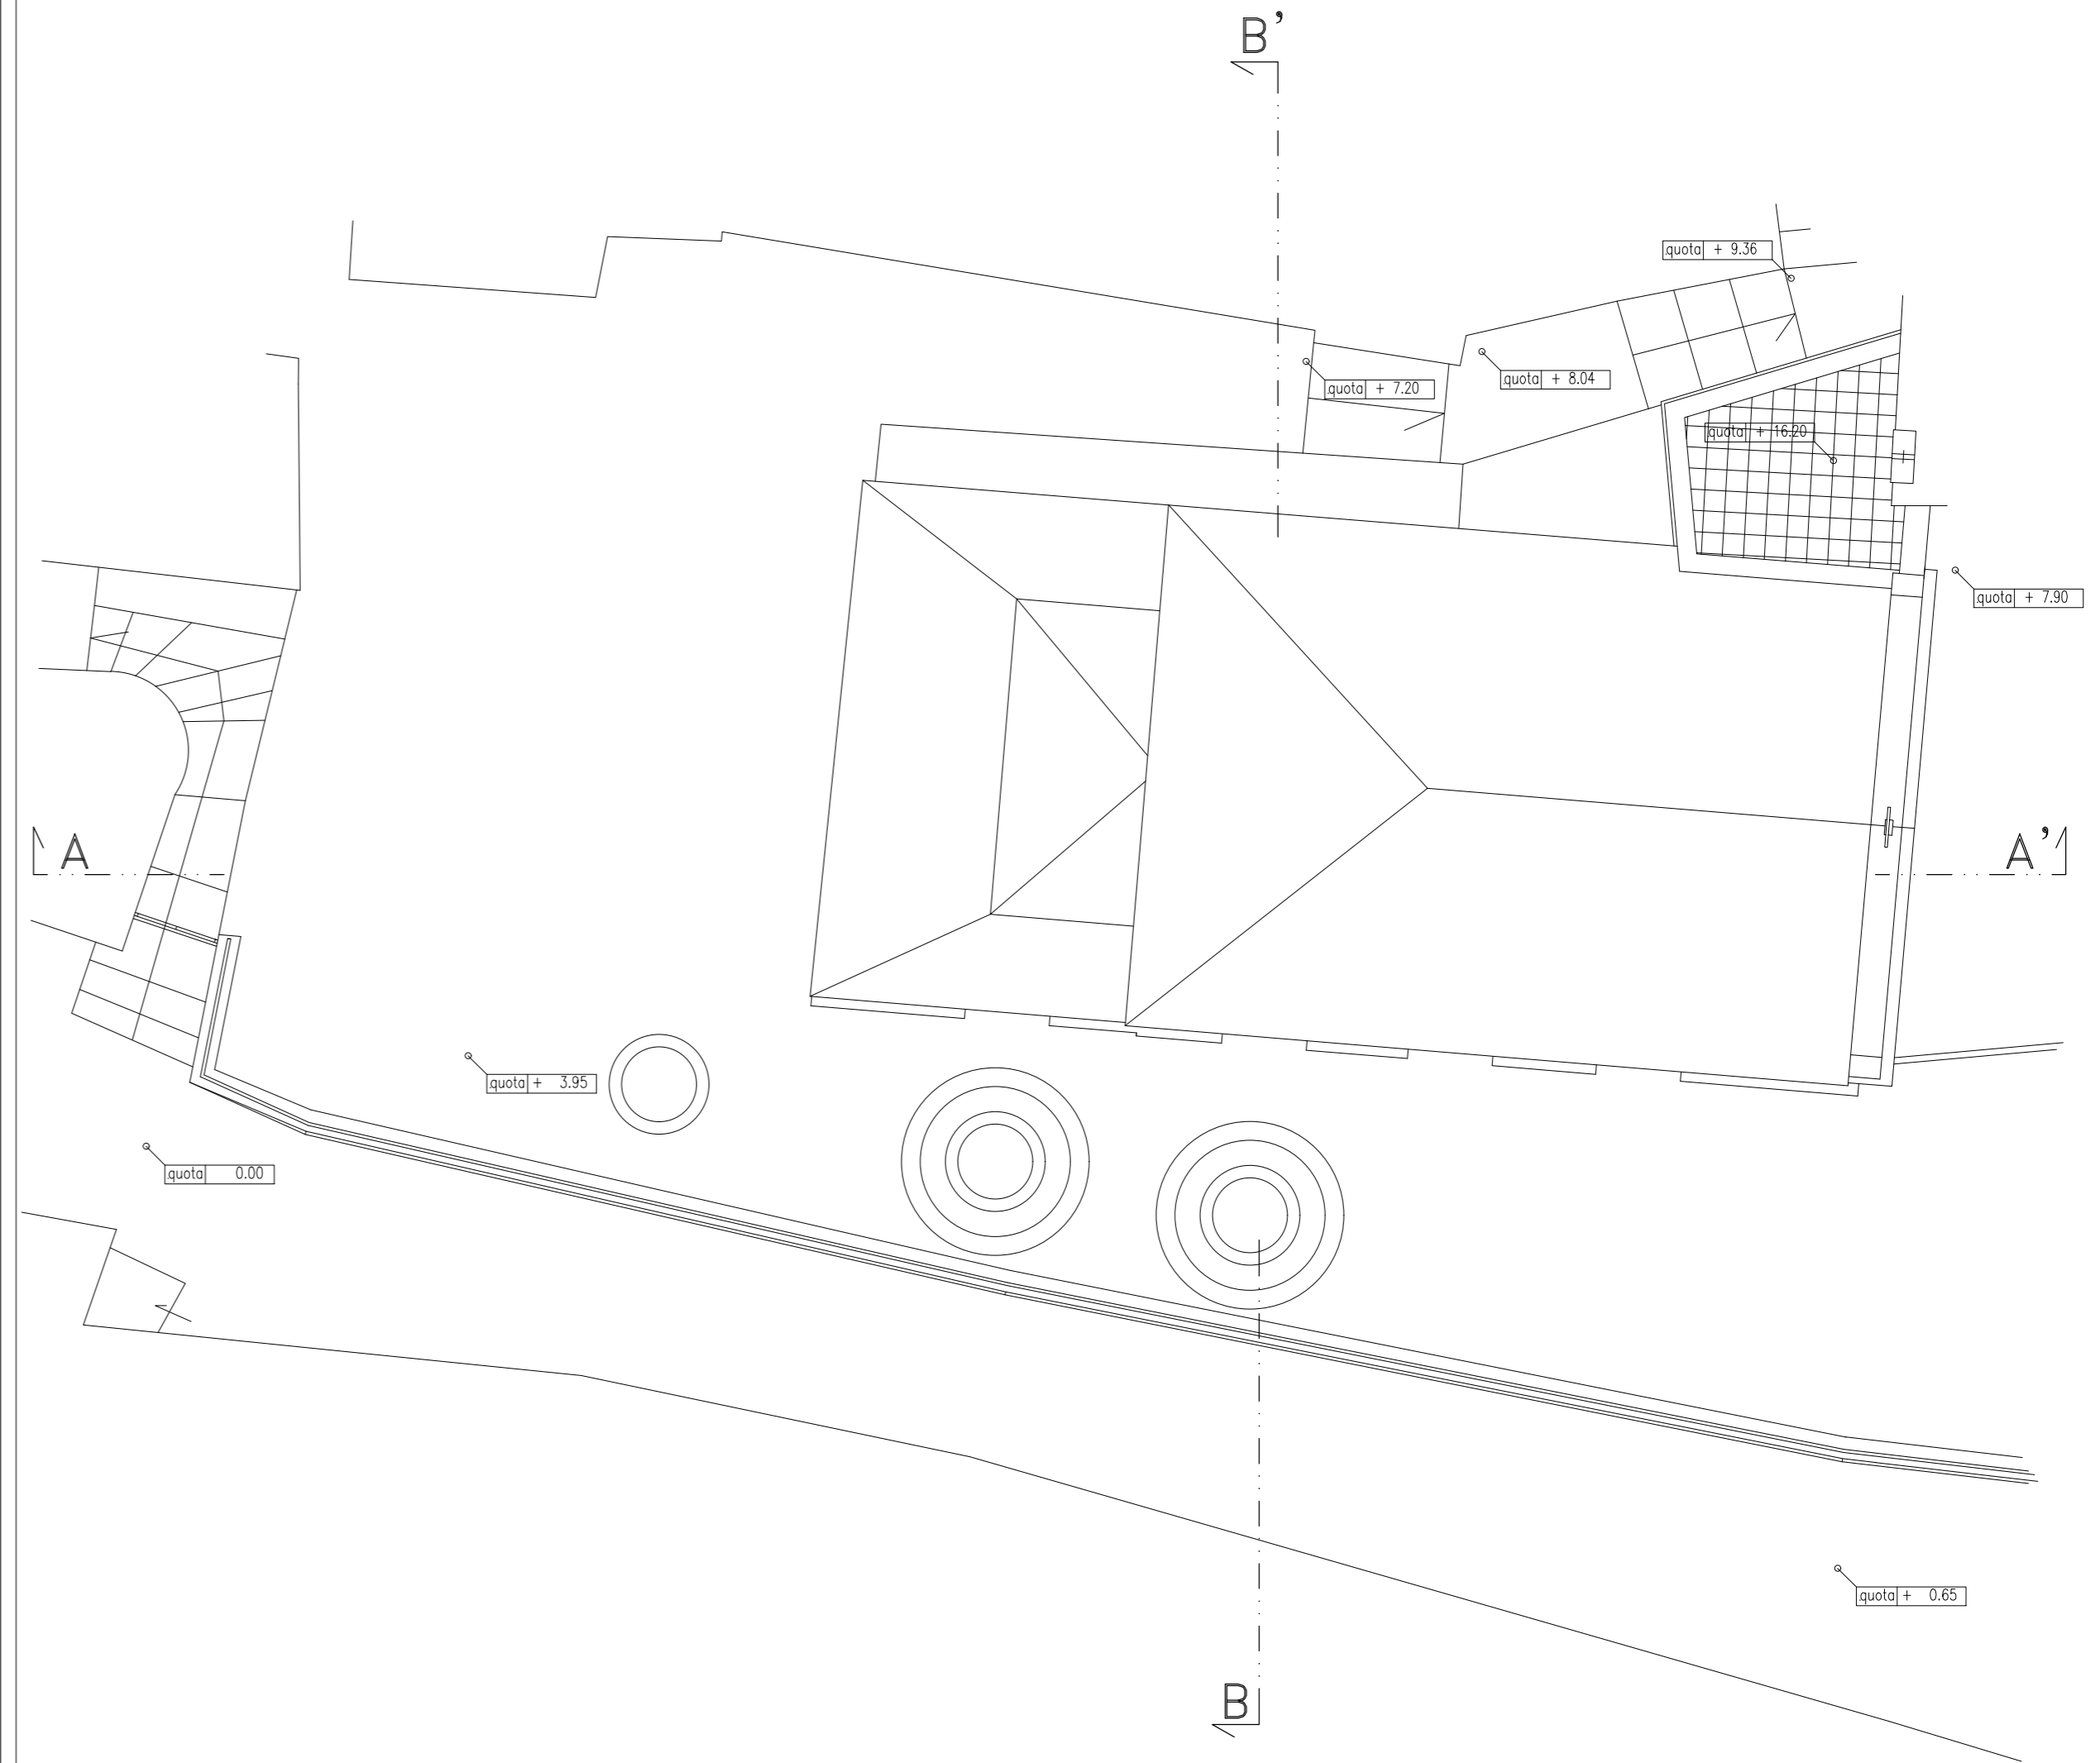 B'
quota + 9.36
quota + 8.04
quota + 7.20
quota + 16.20
quota + 7.90
A
A'
quota + 3.95
quota 0.00
quota + 0.65
B